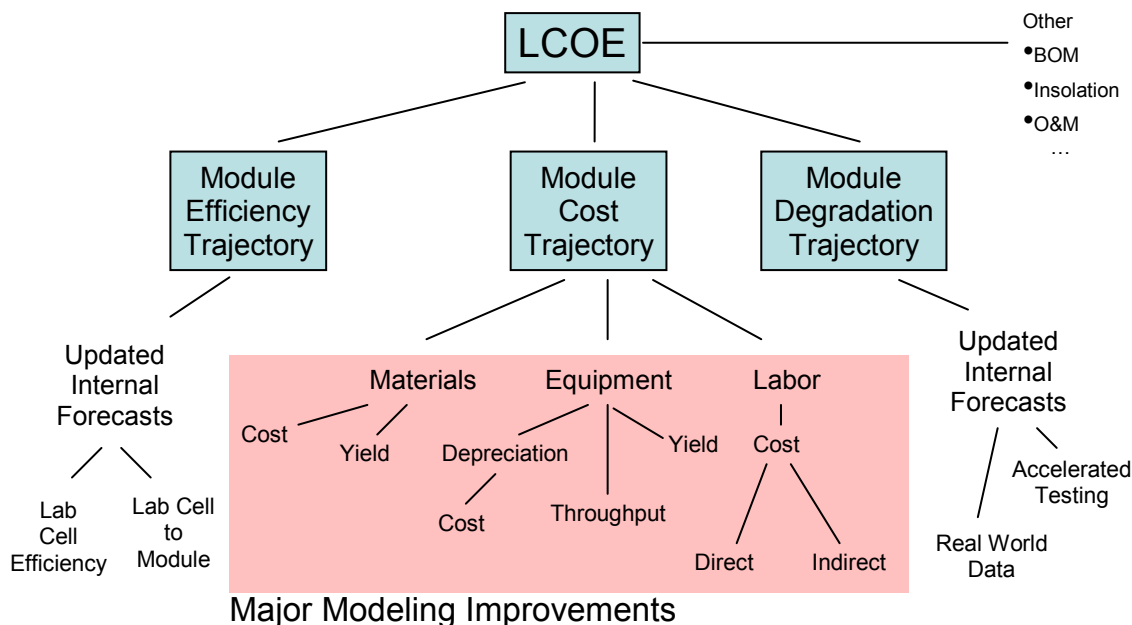 LCOE
Other
•BOM
•Insolation
•O&M
...
Module
Efficiency
Trajectory
Module
Cost
Trajectory
Module
Degradation
Trajectory
Updated
Internal
Forecasts
Lab
Cell
Efficiency
Lab Cell
to
Module
Materials
Equipment
Labor
Cost
Yield
Depreciation
Yield
Cost
Cost
Throughput
Direct
Indirect
Updated
Internal
Forecasts
Accelerated
Testing
Real World
Data
Major Modeling Improvements